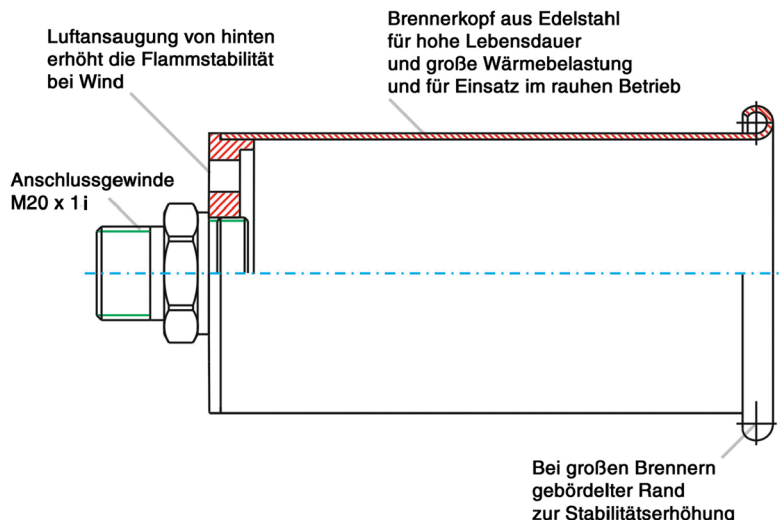 Luftansaugung von hinten
erhöht die Flammstabilität
bei Wind
Brennerkopf aus Edelstahl
für hohe Lebensdauer
und große Wärmebelastung
und für Einsatz im rauhen Betrieb
Anschlussgewinde
M20 x 1 i
Bei großen Brennern
gebördelter Rand
zur Stabilitätserhöhung